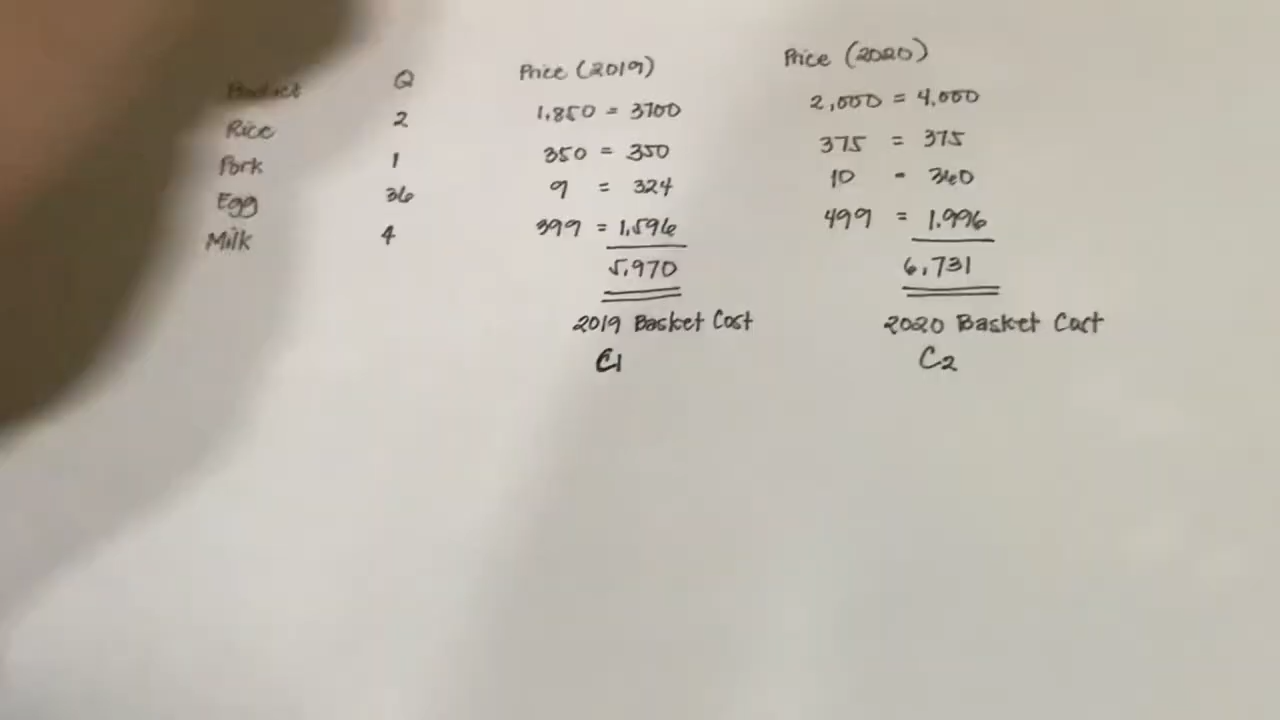 Product Q Price (2019) Price (2020)
Rice 2 1,850 = 3700 2,000 = 4,000
Pork 1 350 = 350 375 = 375
Egg 36 9 = 324 10 = 360
Milk 4 399 = 1,596 499 = 1,996
5,970 6,731
2019 Basket Cost 2020 Basket Cost
C1 C2